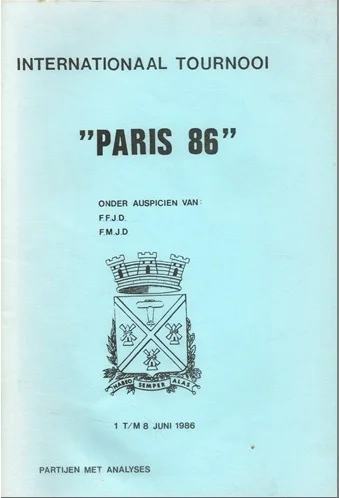 INTERNATIONAAL TOURNOOI
"PARIS 86"
ONDER AUSPICIEN VAN:
F.F.J.D.
F.M.J.D
HABEO SEMPER ALAS
1 T/M 8 JUNI 1986
PARTIJEN MET ANALYSES